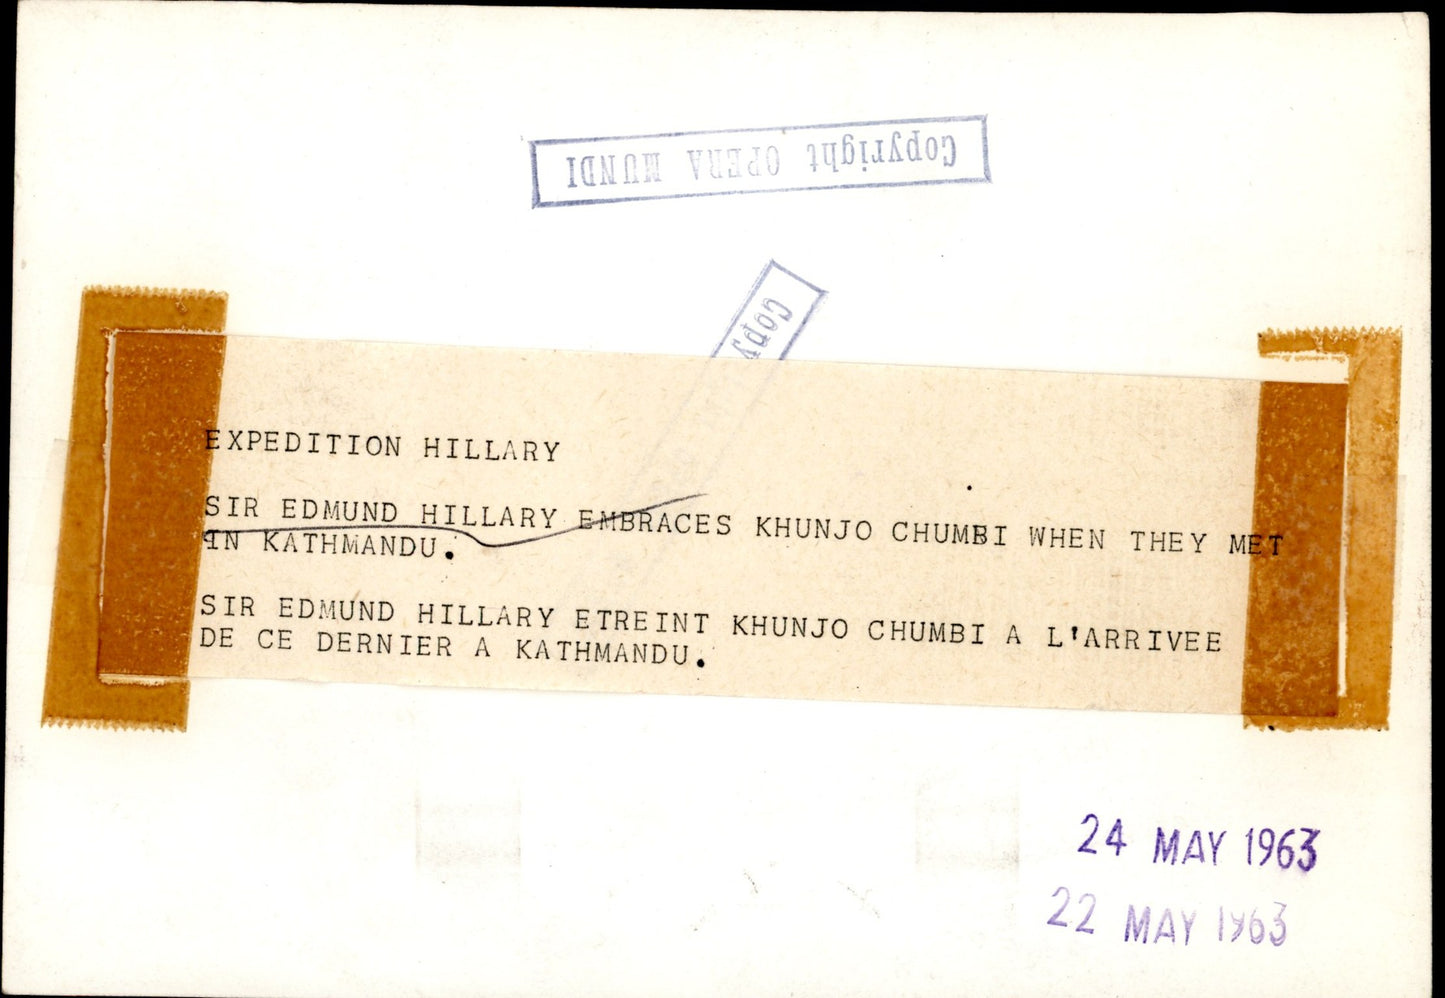 Copyright OPERA MUNDI
Copy
EXPEDITION HILLARY
SIR EDMUND HILLARY EMBRACES KHUNJO CHUMBI WHEN THEY MET
IN KATHMANDU.
SIR EDMUND HILLARY ETREINT KHUNJO CHUMBI A L'ARRIVEE
DE CE DERNIER A KATHMANDU.
24 MAY 1963
22 MAY 1963